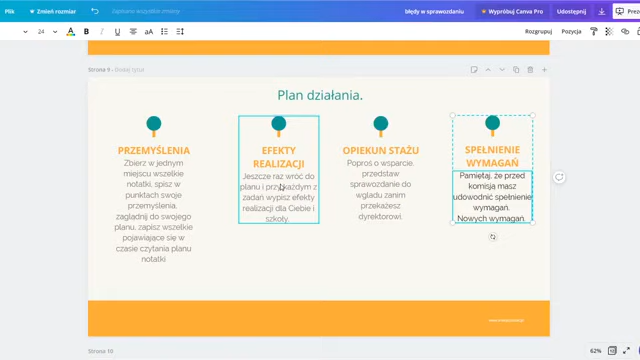 Plik
Zmień rozmiar
Zapisano wszystkie zmiany
błędy w sprawozdaniu
Wypróbuj Canva Pro
Udostępnij
24
A
B
I
U
aA
Rozgrupuj
Pozycja
Strona 9 - Dodaj tytuł
Plan działania.
PRZEMYŚLENIA
Zbierz w jednym
miejscu wszelkie
notatki, spisz w
punktach swoje
przemyślenia,
zaglądnij do swojego
planu, zapisz wszelkie
pojawiające się w
czasie czytania planu
notatki
EFEKTY
REALIZACJI
Jeszcze raz wróć do
planu i przy każdym z
zadań wypisz efekty
realizacji dla Ciebie i
szkoły.
OPIEKUN STAŻU
Poproś o wsparcie,
przedstaw
sprawozdanie do
wglądu zanim
przekażesz
dyrektorowi.
SPEŁNIENIE
WYMAGAŃ
Pamiętaj, że przed
komisją masz
udowodnić spełnienie
wymagań.
Nowych wymagań.
Strona 10
62%